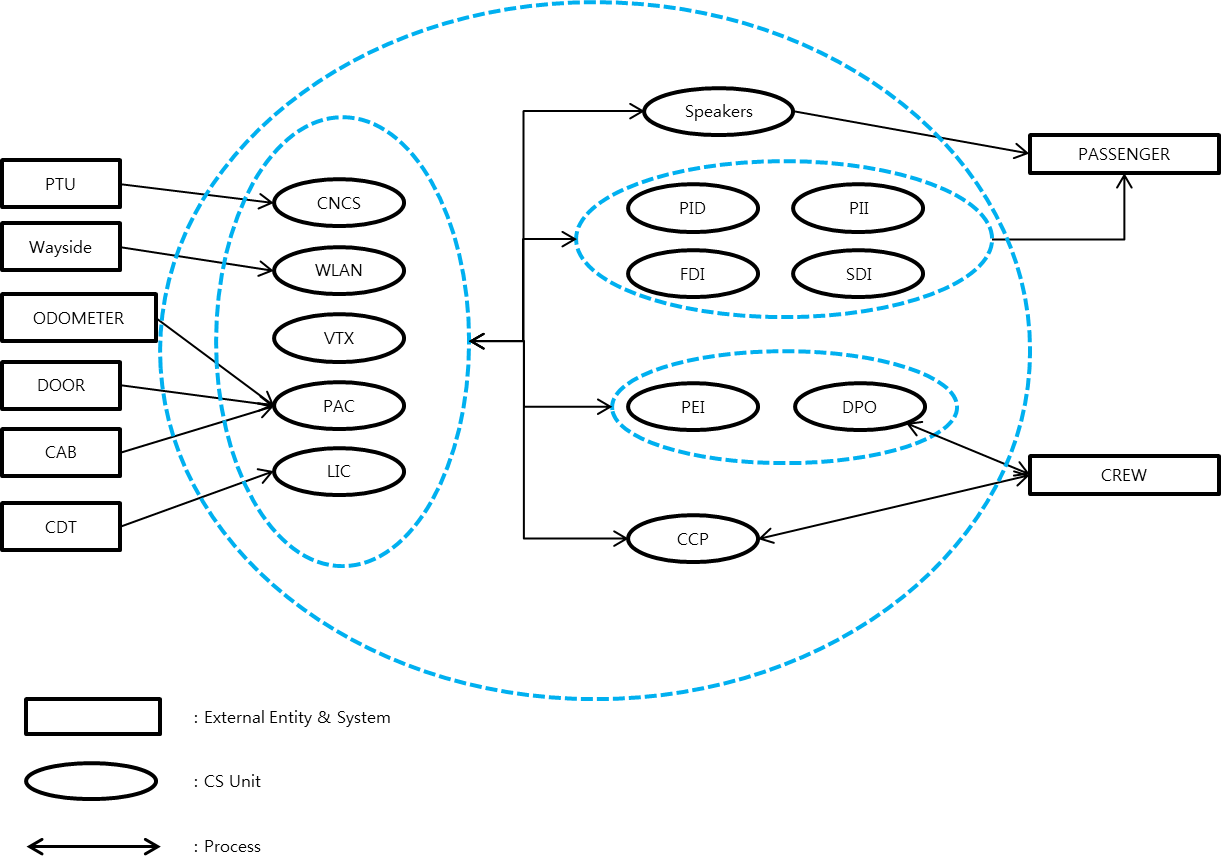 Speakers
PASSENGER
PTU
CNCS
PID
PII
Wayside
WLAN
FDI
SDI
ODOMETER
VTX
DOOR
PAC
PEI
DPO
CAB
LIC
CREW
CDT
CCP
: External Entity & System
: CS Unit
: Process